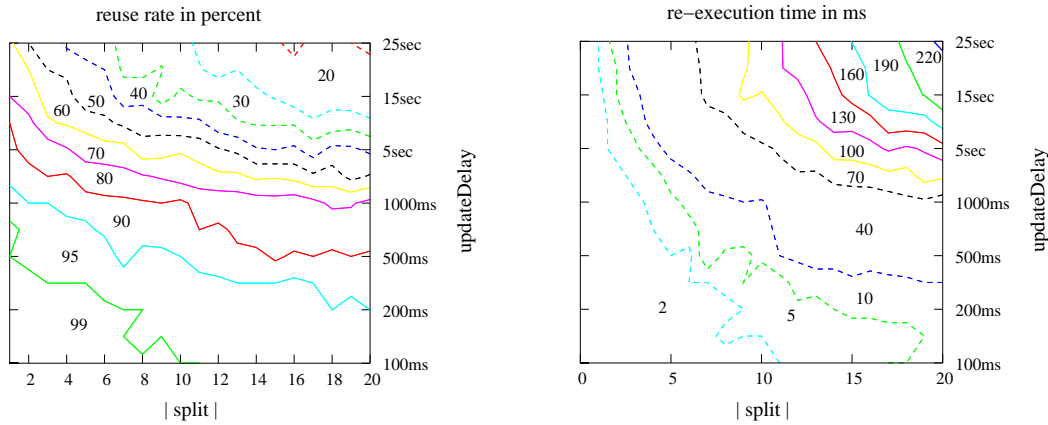 reuse rate in percent
25sec
15sec
5sec
1000ms
500ms
200ms
100ms
updateDelay
20
30
40
50
60
70
80
90
95
99
2 4 6 8 10 12 14 16 18 20
| split |
re-execution time in ms
25sec
15sec
5sec
1000ms
500ms
200ms
100ms
updateDelay
220
190
160
130
100
70
40
10
5
2
0 5 10 15 20
| split |